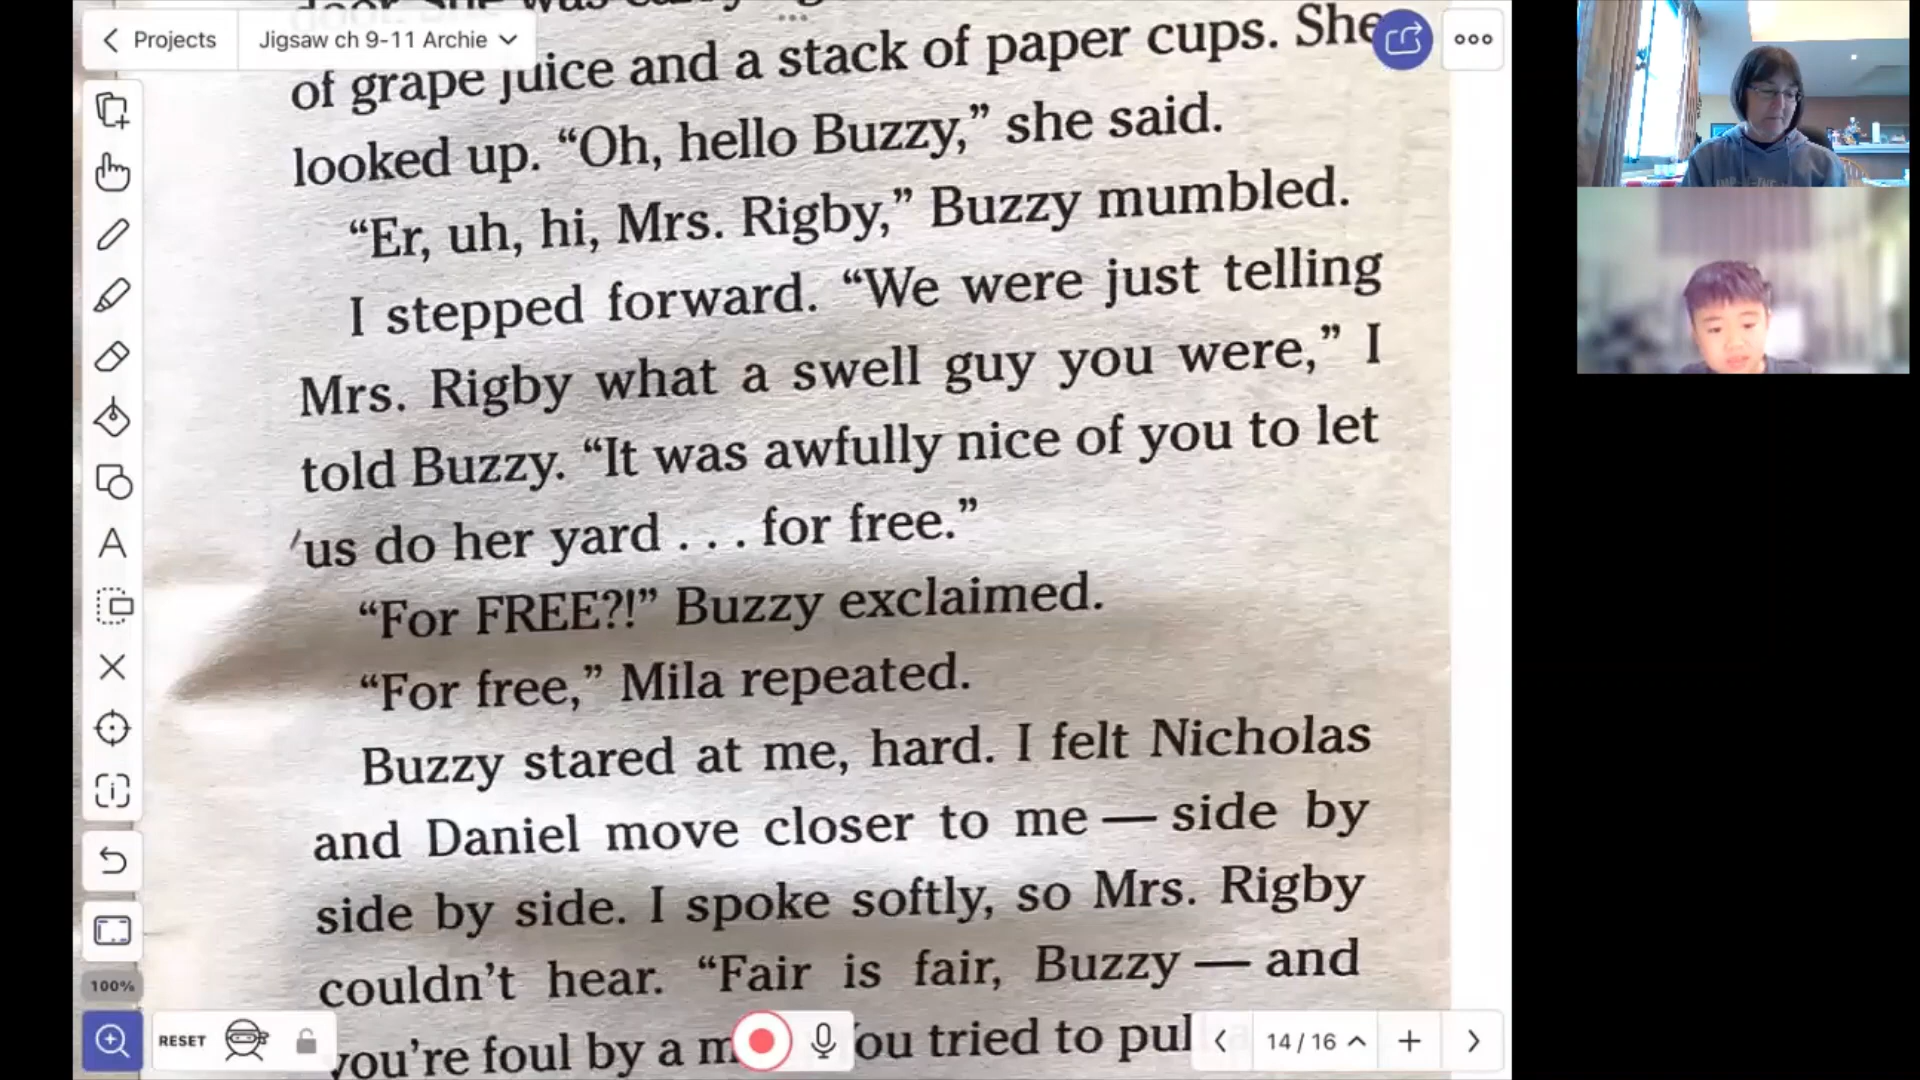 Projects
Jigsaw ch 9-11 Archie
of grape juice and a stack of paper cups. She
looked up. “Oh, hello Buzzy,” she said.
“Er, uh, hi, Mrs. Rigby,” Buzzy mumbled.
I stepped forward. “We were just telling
Mrs. Rigby what a swell guy you were,” I
told Buzzy. “It was awfully nice of you to let
us do her yard . . . for free.”
“For FREE?!” Buzzy exclaimed.
“For free,” Mila repeated.
Buzzy stared at me, hard. I felt Nicholas
and Daniel move closer to me — side by
side by side. I spoke softly, so Mrs. Rigby
couldn’t hear. “Fair is fair, Buzzy — and
you’re foul by a ou tried to pul
100%
RESET
14 / 16